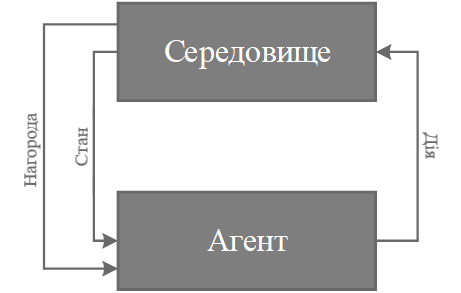 Середовище
Нагорода
Стан
Дія
Агент